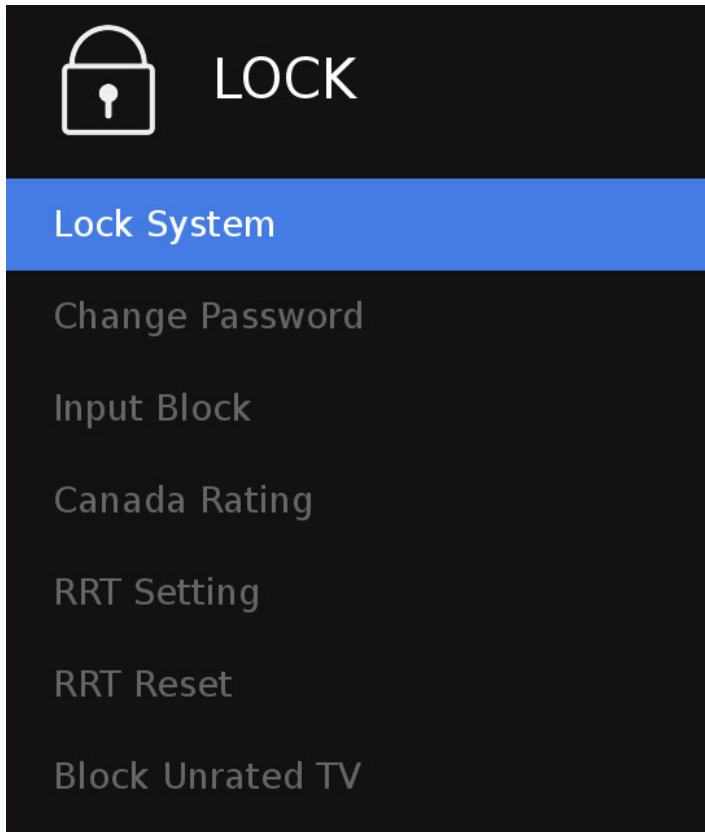 LOCK
Lock System
Change Password
Input Block
Canada Rating
RRT Setting
RRT Reset
Block Unrated TV